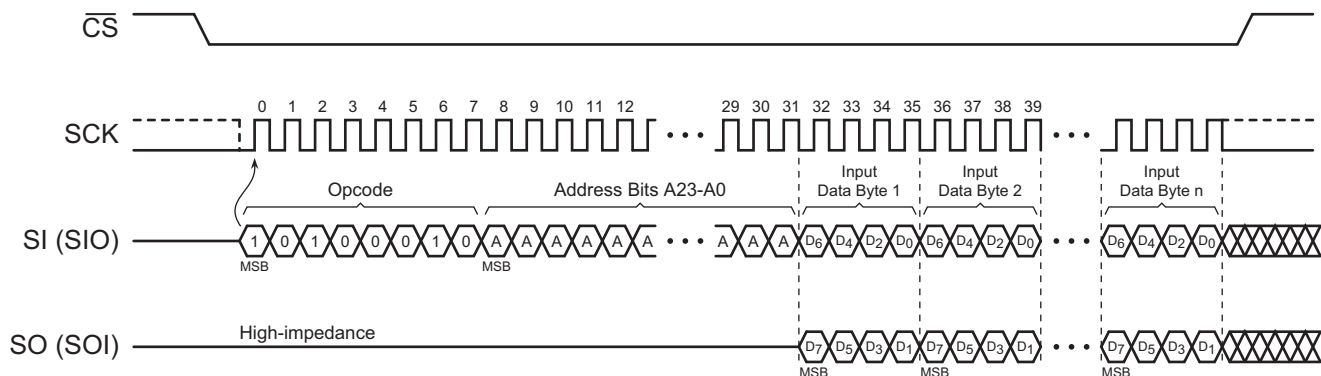 CS
0 1 2 3 4 5 6 7 8 9 10 11 12 29 30 31 32 33 34 35 36 37 38 39
SCK
Opcode
Address Bits A23-A0
Input
Data Byte 1
Input
Data Byte 2
Input
Data Byte n
SI (SIO)
1 0 1 0 0 0 1 0 A A A A A A A A A D6 D4 D2 D0 D6 D4 D2 D0 D6 D4 D2 D0
MSB MSB
High-impedance
SO (SOI)
D7 D5 D3 D1 D7 D5 D3 D1 D7 D5 D3 D1
MSB MSB MSB